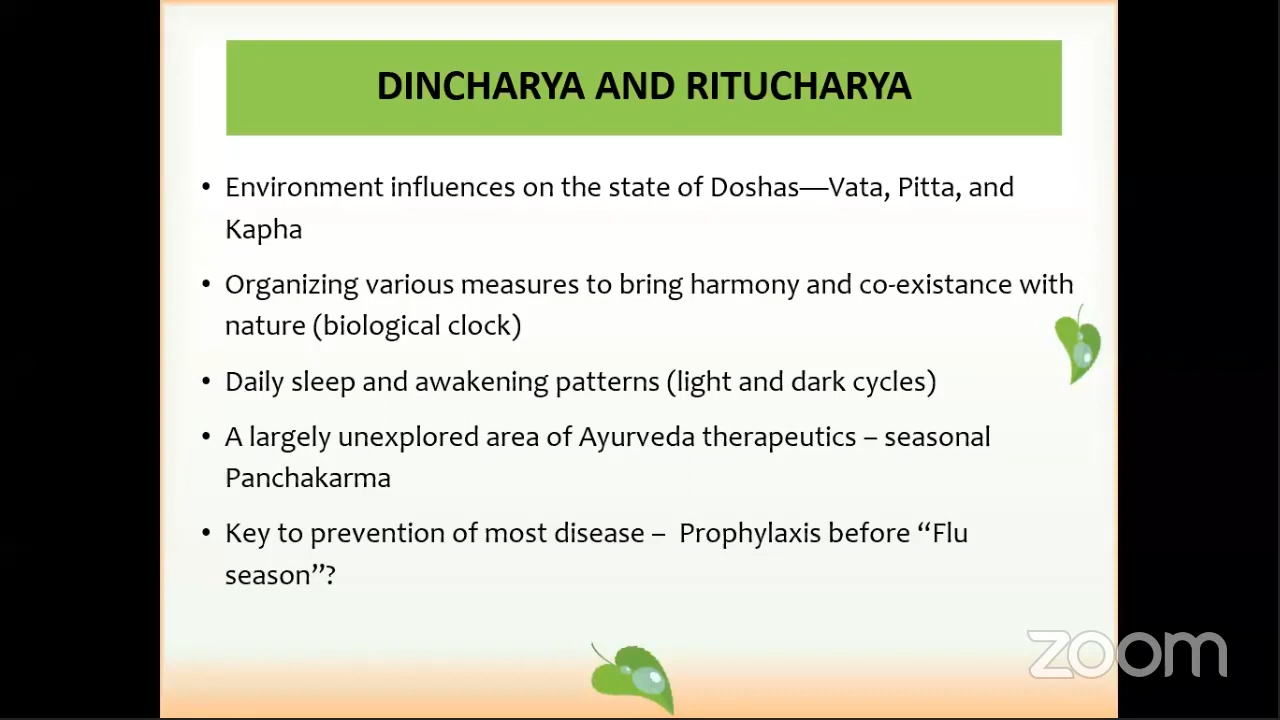 DINCHARYA AND RITUCHARYA
• Environment influences on the state of Doshas—Vata, Pitta, and
Kapha
• Organizing various measures to bring harmony and co-existance with
nature (biological clock)
• Daily sleep and awakening patterns (light and dark cycles)
• A largely unexplored area of Ayurveda therapeutics – seasonal
Panchakarma
• Key to prevention of most disease –  Prophylaxis before “Flu
season”?
zoom